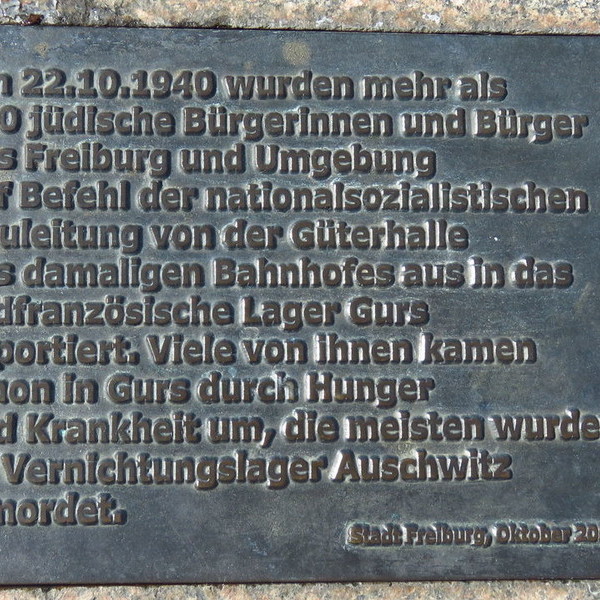 22.10.1940 wurden mehr als
0 jüdische Bürgerinnen und Bürger
s Freiburg und Umgebung
f Befehl der nationalsozialistischen
uleitung von der Güterhalle
s damaligen Bahnhofes aus in das
dfranzösische Lager Gurs
portiert. Viele von ihnen kamen
hon in Gurs durch Hunger
d Krankheit um, die meisten wurde
Vernichtungslager Auschwitz
mordet.
Stadt Freiburg, Oktober 20